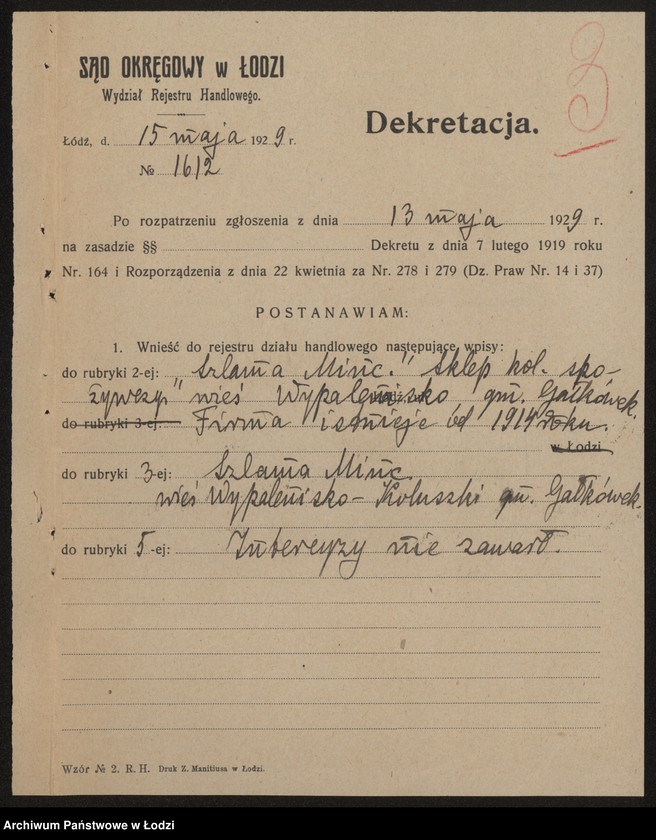 SĄD OKRĘGOWY w ŁODZI
Wydział Rejestru Handlowego.
3
Dekretacja.
Łódź, d. 15 maja 1929 r.
№ 1612
Po rozpatrzeniu zgłoszenia z dnia 13 maja 1929 r.
na zasadzie §§ Dekretu z dnia 7 lutego 1919 roku
Nr. 164 i Rozporządzenia z dnia 22 kwietnia za Nr. 278 i 279 (Dz. Praw Nr. 14 i 37)
POSTANAWIAM:
1. Wnieść do rejestru działu handlowego następujące wpisy:
do rubryki 2-ej: „Szlama Minc." Sklep kol. spo-
żywczy" wieś Wypalenisko gm. Gałkówek.
do rubryki 3-ej: Firma istnieje od 1914 roku.
w Łodzi
do rubryki 3-ej: Szlama Minc.
wieś Wypalenisko-Koluszki gm. Gałkówek.
do rubryki 5-ej: Intercyzy nie zawarł.
Wzór № 2. R. H. Druk Z. Manitiusa w Łodzi.
Archiwum Państwowe w Łodzi